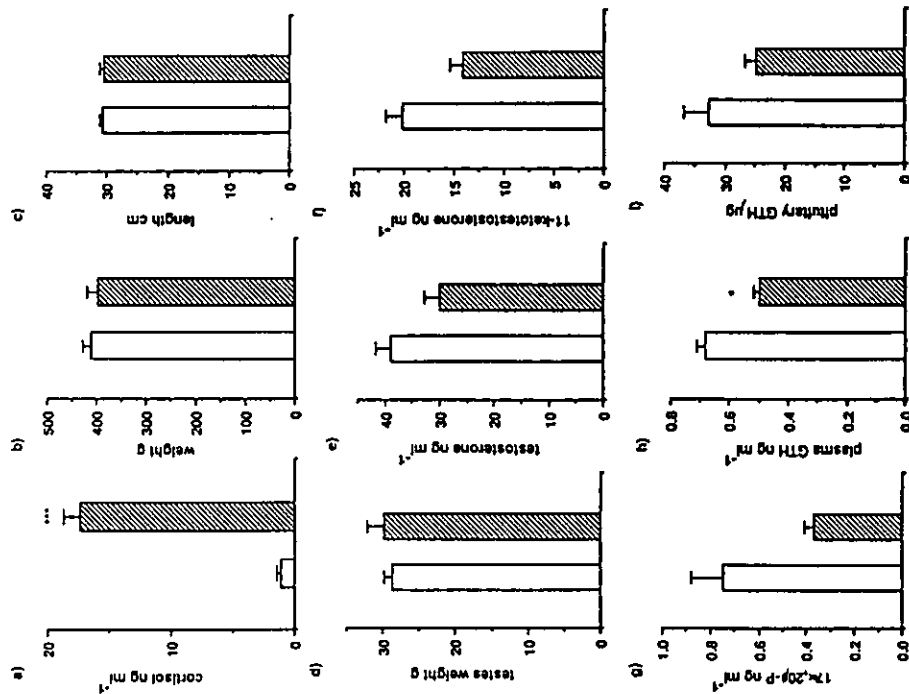 a)
cortisol ng ml⁻¹
20
10
0
***
b)
weight g
500
400
300
200
100
0
c)
length cm
40
30
20
10
0
d)
testes weight g
30
20
10
0
e)
testosterone ng ml⁻¹
40
30
20
10
0
f)
11-ketotestosterone ng ml⁻¹
25
20
15
10
5
0
g)
17α,20β-P ng ml⁻¹
1.0
0.8
0.6
0.4
0.2
0.0
h)
plasma GTH ng ml⁻¹
0.8
0.6
0.4
0.2
0.0
*
i)
pituitary GTH µg
40
30
20
10
0